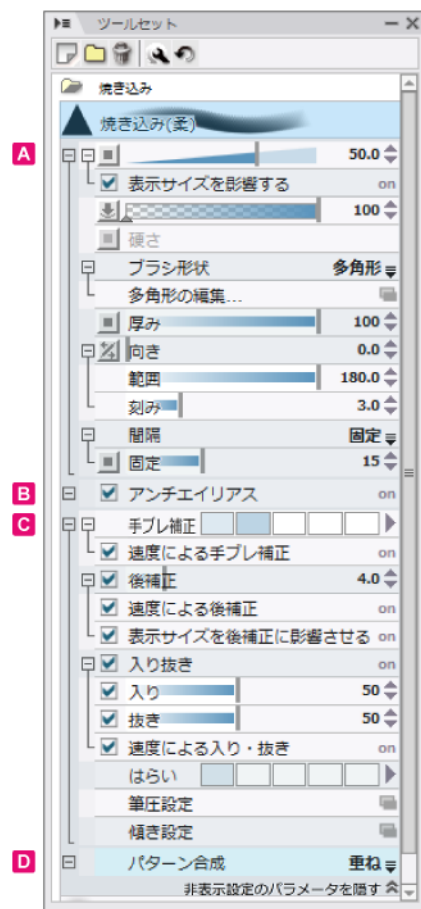 ツールセット
焼き込み
焼き込み(柔)
A 50.0
表示サイズを影響する on
100
硬さ
ブラシ形状 多角形
多角形の編集...
厚み 100
向き 0.0
範囲 180.0
刻み 3.0
間隔 固定
固定 15
B アンチエイリアス on
C 手ブレ補正
速度による手ブレ補正 on
後補正 4.0
速度による後補正 on
表示サイズを後補正に影響させる on
入り抜き on
入り 50
抜き 50
速度による入り・抜き on
はらい
筆圧設定
傾き設定
D パターン合成 重ね
非表示設定のパラメータを隠す